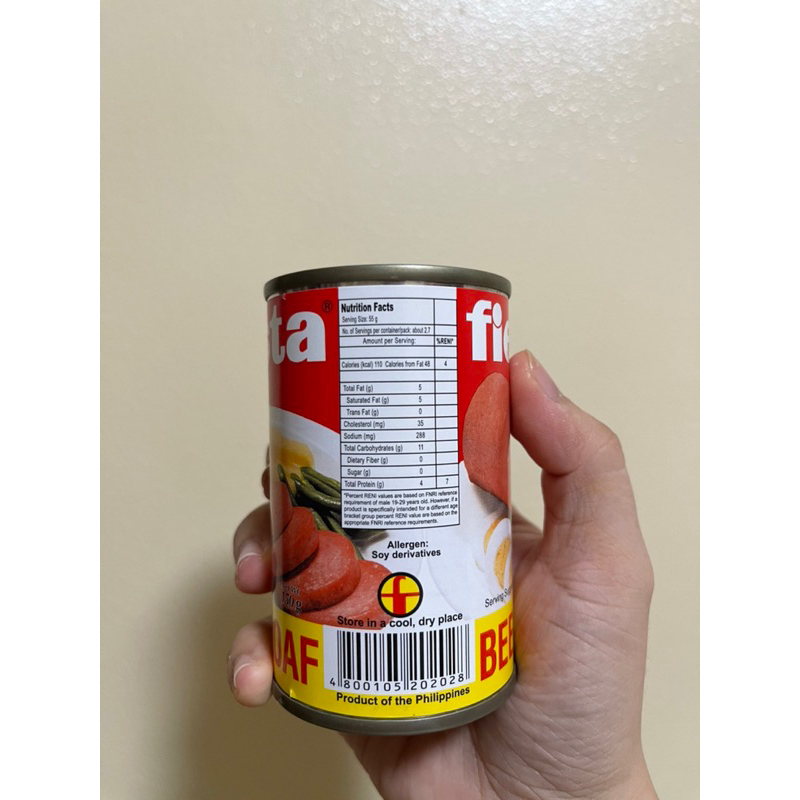 ta®
Nutrition Facts
Serving Size: 55 g
No. of Servings per container/pack: about 2.7
Amount per Serving: %RENI*
Calories (kcal) 110 Calories from Fat 48 4
Total Fat (g) 5
Saturated Fat (g) 5
Trans Fat (g) 0
Cholesterol (mg) 35
Sodium (mg) 288
Total Carbohydrates (g) 11
Dietary Fiber (g) 0
Sugar (g) 0
Total Protein (g) 4 7
*Percent RENI values are based on FNRI reference
requirement of male 19-29 years old. However, if a
product is specifically intended for a different age
bracket group percent RENI value are based on the
appropriate FNRI reference requirements.
Allergen:
Soy derivatives
f
Store in a cool, dry place
4 800105 202028
Product of the Philippines
OAF
fie
Serving Su
BEE